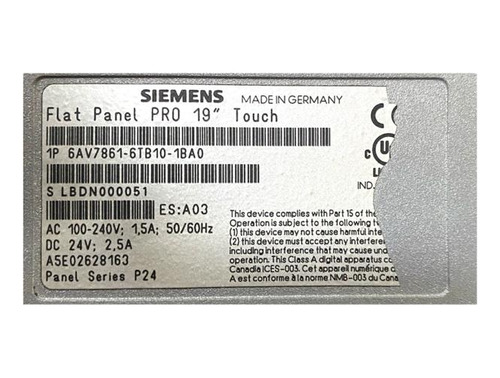 SIEMENS MADE IN GERMANY
Flat Panel PRO 19" Touch
1P 6AV7861-6TB10-1BA0
S LBDN000051
ES:A03
AC 100-240V; 1,5A; 50/60Hz
DC 24V; 2,5A
A5E02628163
Panel Series P24
CE
c UL
IND.
This device complies with Part 15 of the
Operation is subject to the following t
(1) this device may not cause harmful
(2) this device must accept any interfere
including interference that may
operation. This Class A digital apparatus c
Canada ICES-003. Cet appareil numérique d
A est conforme à la norme NMB-003 du Cana